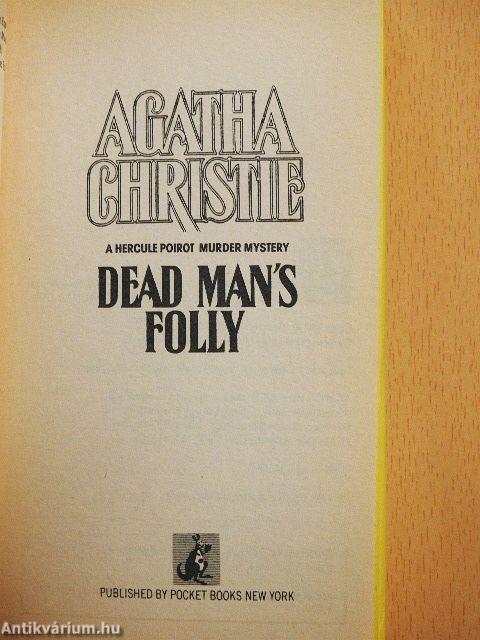 AGATHA
CHRISTIE
A HERCULE POIROT MURDER MYSTERY
DEAD MAN'S
FOLLY
PUBLISHED BY POCKET BOOKS NEW YORK
Antikvárium.hu